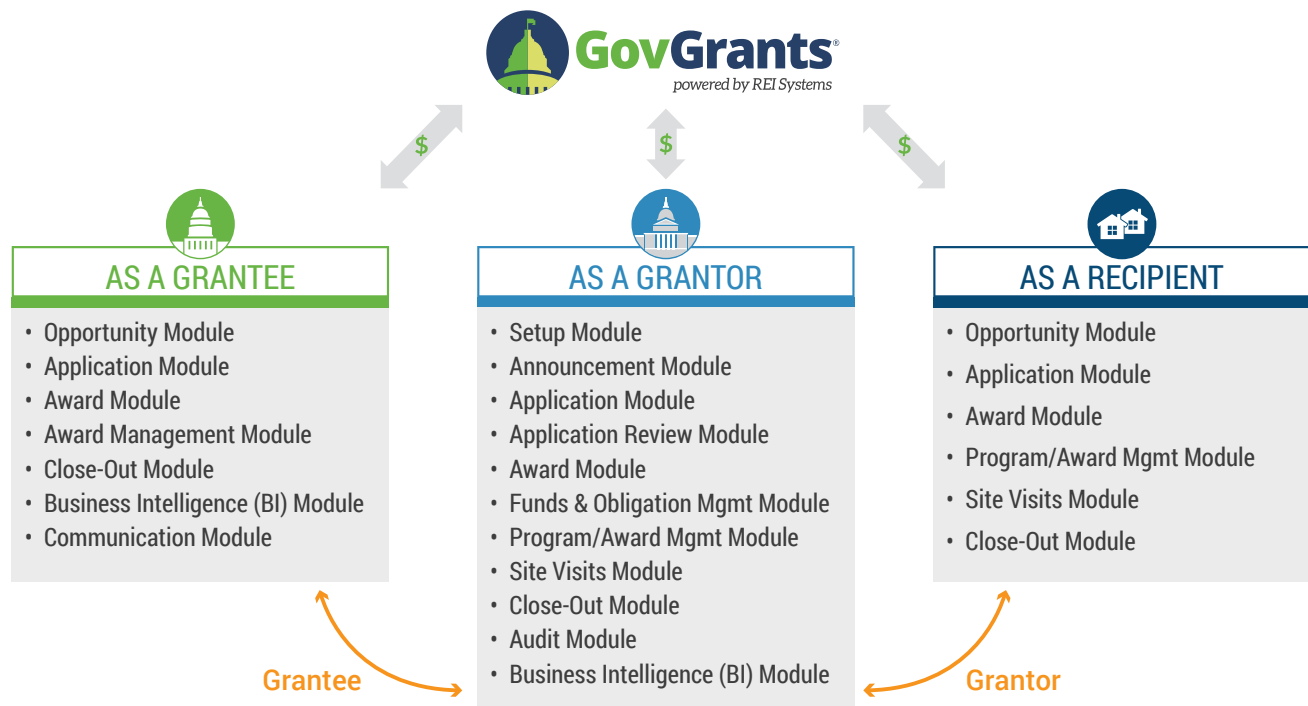 GovGrants®
powered by REI Systems
$
$
$
AS A GRANTEE
• Opportunity Module
• Application Module
• Award Module
• Award Management Module
• Close-Out Module
• Business Intelligence (BI) Module
• Communication Module
AS A GRANTOR
• Setup Module
• Announcement Module
• Application Module
• Application Review Module
• Award Module
• Funds & Obligation Mgmt Module
• Program/Award Mgmt Module
• Site Visits Module
• Close-Out Module
• Audit Module
• Business Intelligence (BI) Module
AS A RECIPIENT
• Opportunity Module
• Application Module
• Award Module
• Program/Award Mgmt Module
• Site Visits Module
• Close-Out Module
Grantee
Grantor